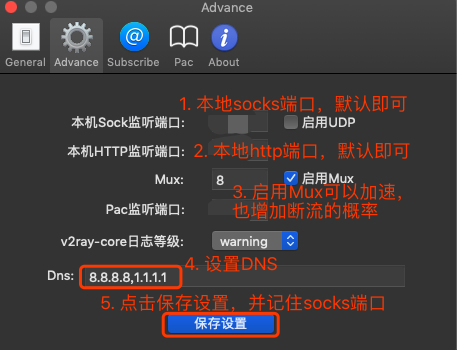 Advance
General Advance Subscribe Pac About
1. 本地socks端口，默认即可
本机Sock监听端口: 启用UDP
本机HTTP监听端口: 2. 本地http端口，默认即可
Mux: 8 启用Mux
3. 启用Mux可以加速，
Pac监听端口: 也增加断流的概率
v2ray-core日志等级: warning
4. 设置DNS
Dns: 8.8.8.8,1.1.1.1
5. 点击保存设置，并记住socks端口
保存设置